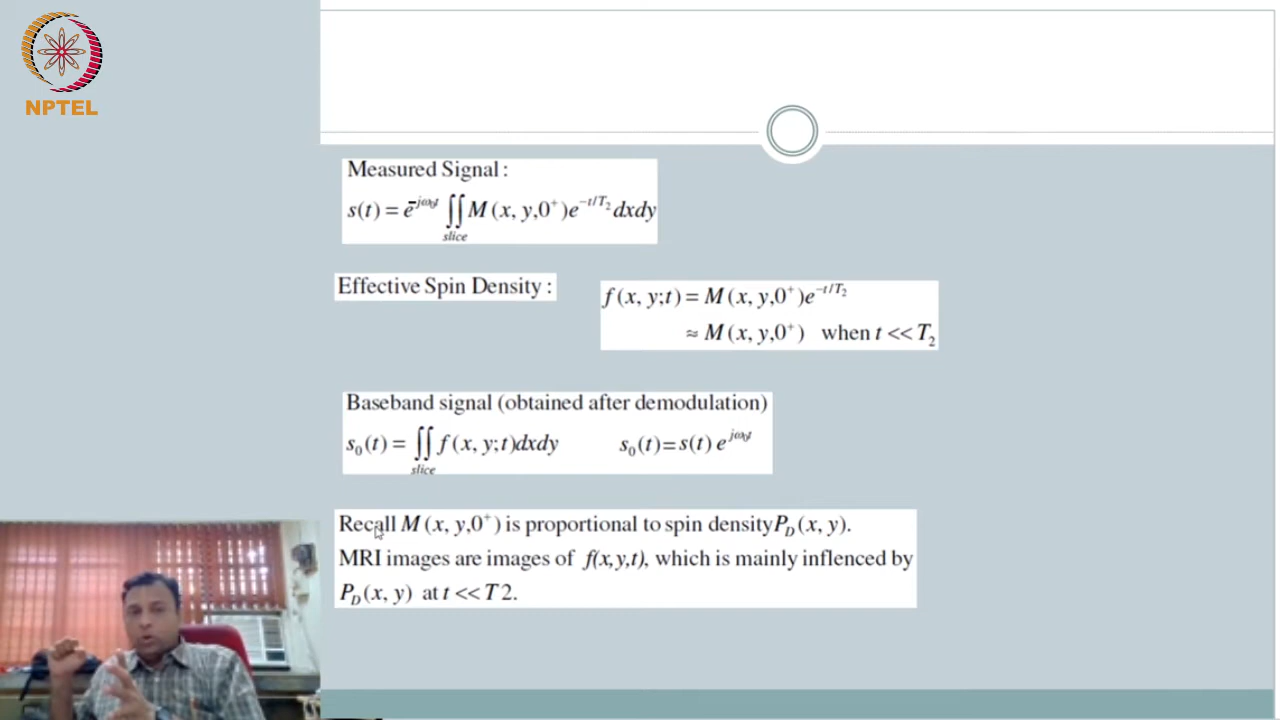 NPTEL
Measured Signal :
s(t) = e^{-jω₀t} ∬_{slice} M(x, y,0⁺)e^{-t/T₂} dxdy
Effective Spin Density :
f(x, y;t) = M(x, y,0⁺)e^{-t/T₂}
≈ M(x, y,0⁺) when t << T₂
Baseband signal (obtained after demodulation)
s₀(t) = ∬_{slice} f(x, y;t)dxdy s₀(t)=s(t) e^{jω₀t}
Recall M(x, y,0⁺) is proportional to spin density P_D(x, y).
MRI images are images of f(x,y,t), which is mainly inflenced by
P_D(x, y) at t << T2.